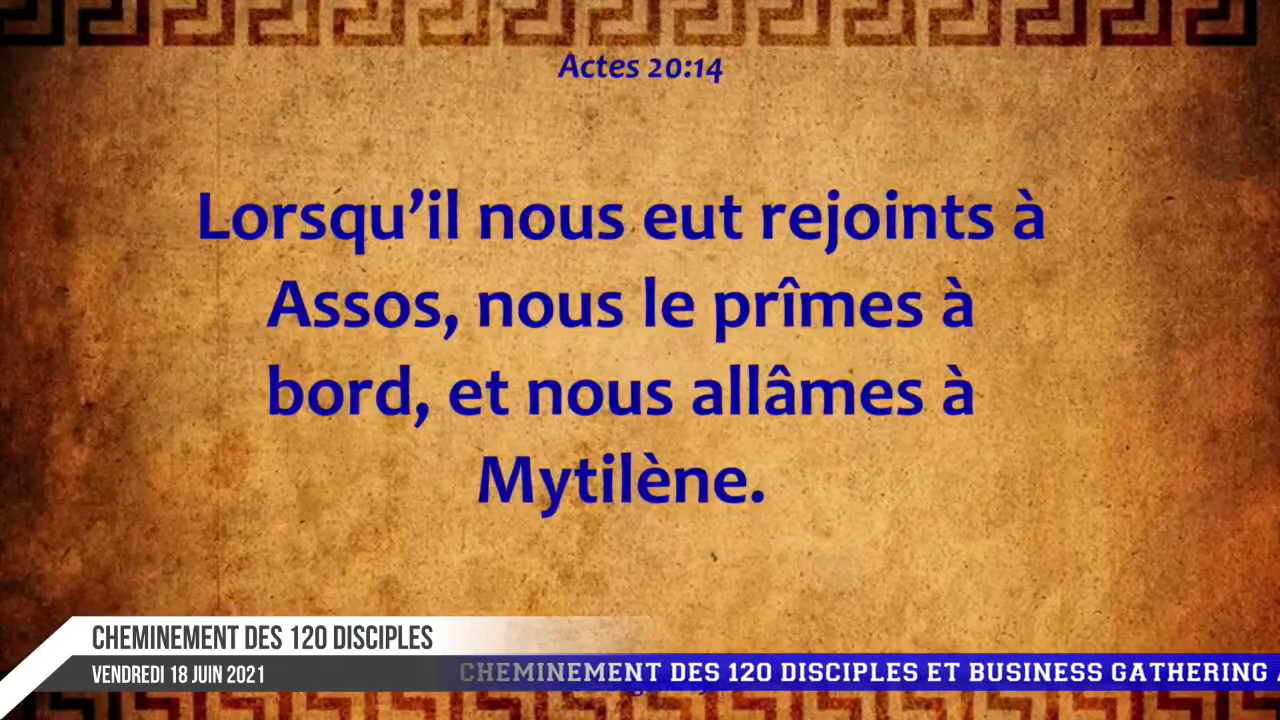 Actes 20:14
Lorsqu’il nous eut rejoints à
Assos, nous le prîmes à
bord, et nous allâmes à
Mytilène.
CHEMINEMENT DES 120 DISCIPLES
VENDREDI 18 JUIN 2021
CHEMINEMENT DES 120 DISCIPLES ET BUSINESS GATHERING